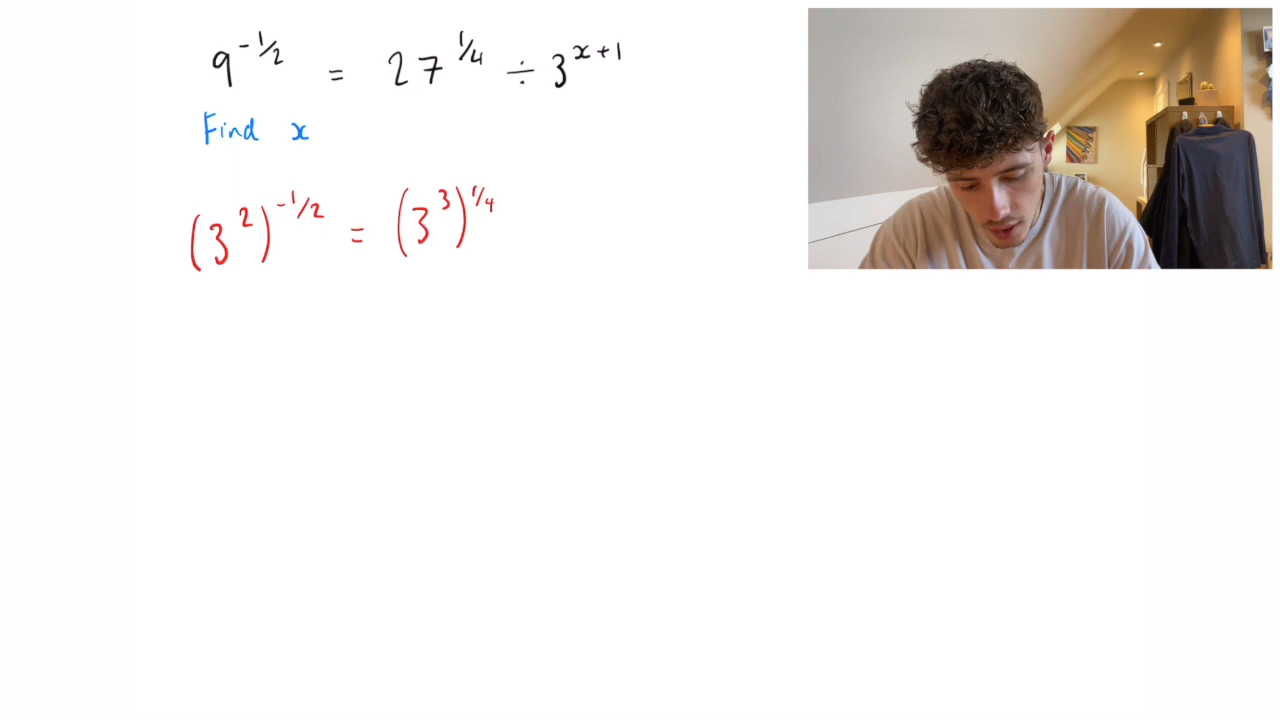 9^{-1/2} = 27^{1/4} ÷ 3^{x+1}
Find x
(3^2)^{-1/2} = (3^3)^{1/4}